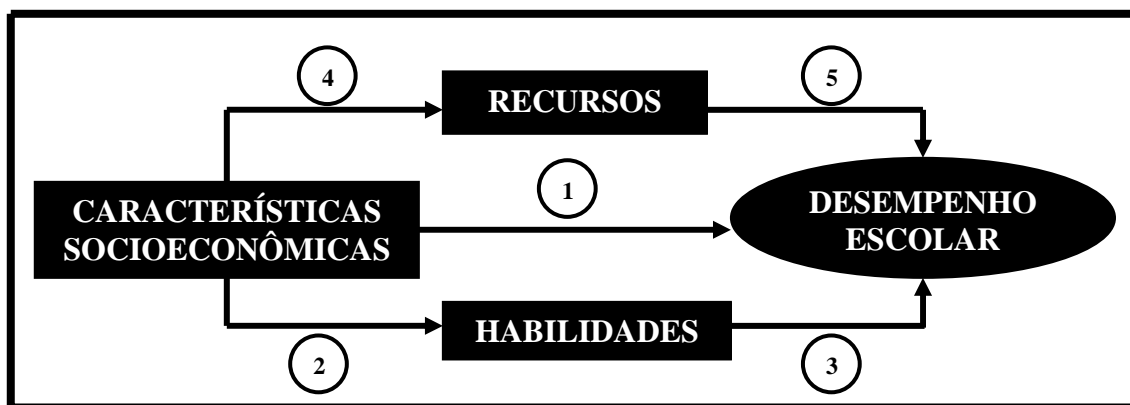 4
5
RECURSOS
1
CARACTERÍSTICAS
SOCIOECONÔMICAS
DESEMPENHO
ESCOLAR
HABILIDADES
2
3